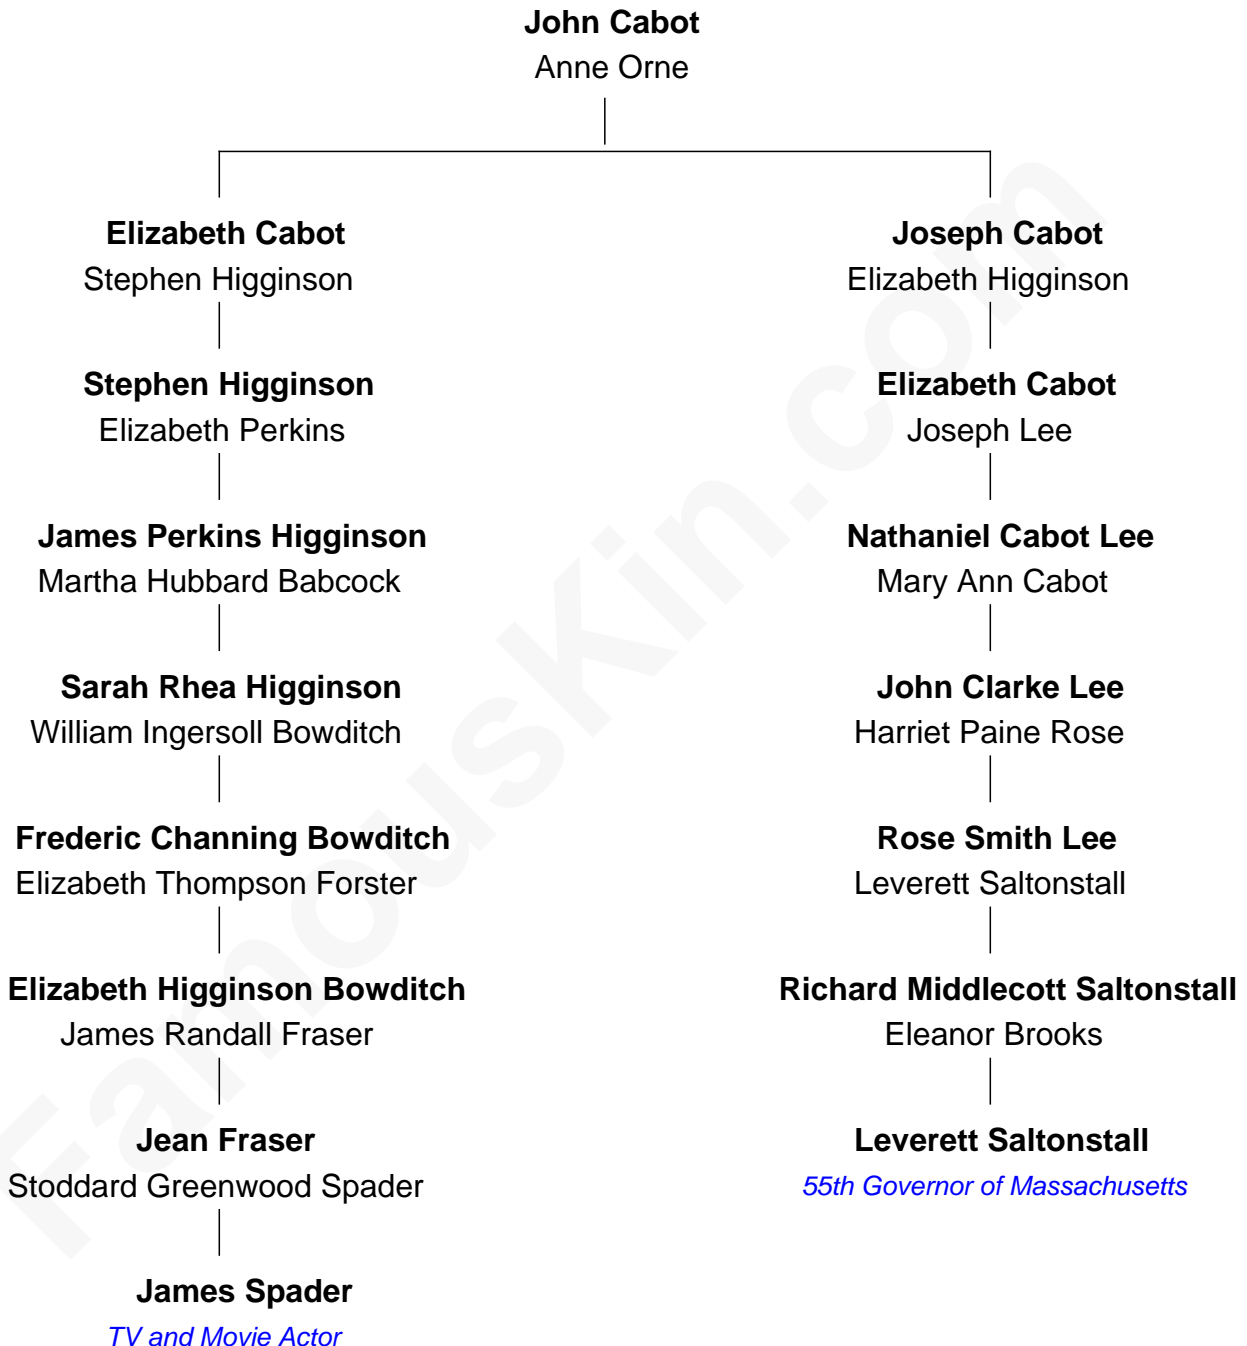 John Cabot
Anne Orne
Elizabeth Cabot
Stephen Higginson
Joseph Cabot
Elizabeth Higginson
Stephen Higginson
Elizabeth Perkins
Elizabeth Cabot
Joseph Lee
James Perkins Higginson
Martha Hubbard Babcock
Nathaniel Cabot Lee
Mary Ann Cabot
Sarah Rhea Higginson
William Ingersoll Bowditch
John Clarke Lee
Harriet Paine Rose
Frederic Channing Bowditch
Elizabeth Thompson Forster
Rose Smith Lee
Leverett Saltonstall
Elizabeth Higginson Bowditch
James Randall Fraser
Richard Middlecott Saltonstall
Eleanor Brooks
Jean Fraser
Stoddard Greenwood Spader
Leverett Saltonstall
55th Governor of Massachusetts
James Spader
TV and Movie Actor
FamousKin.com